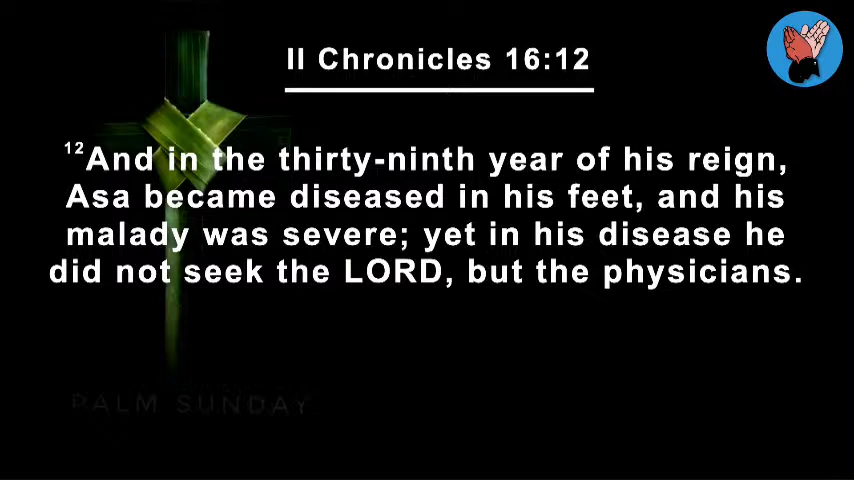 II Chronicles 16:12
12And in the thirty-ninth year of his reign,
Asa became diseased in his feet, and his
malady was severe; yet in his disease he
did not seek the LORD, but the physicians.
PALM SUNDAY